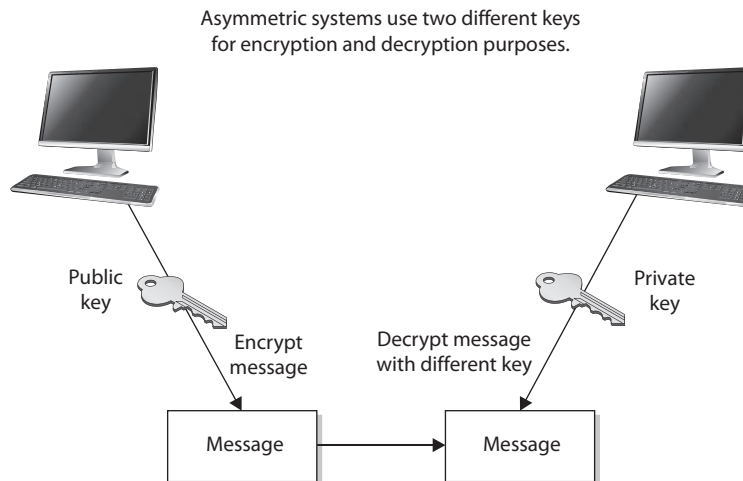 Asymmetric systems use two different keys
for encryption and decryption purposes.
Public
key
Private
key
Encrypt
message
Decrypt message
with different key
Message
Message